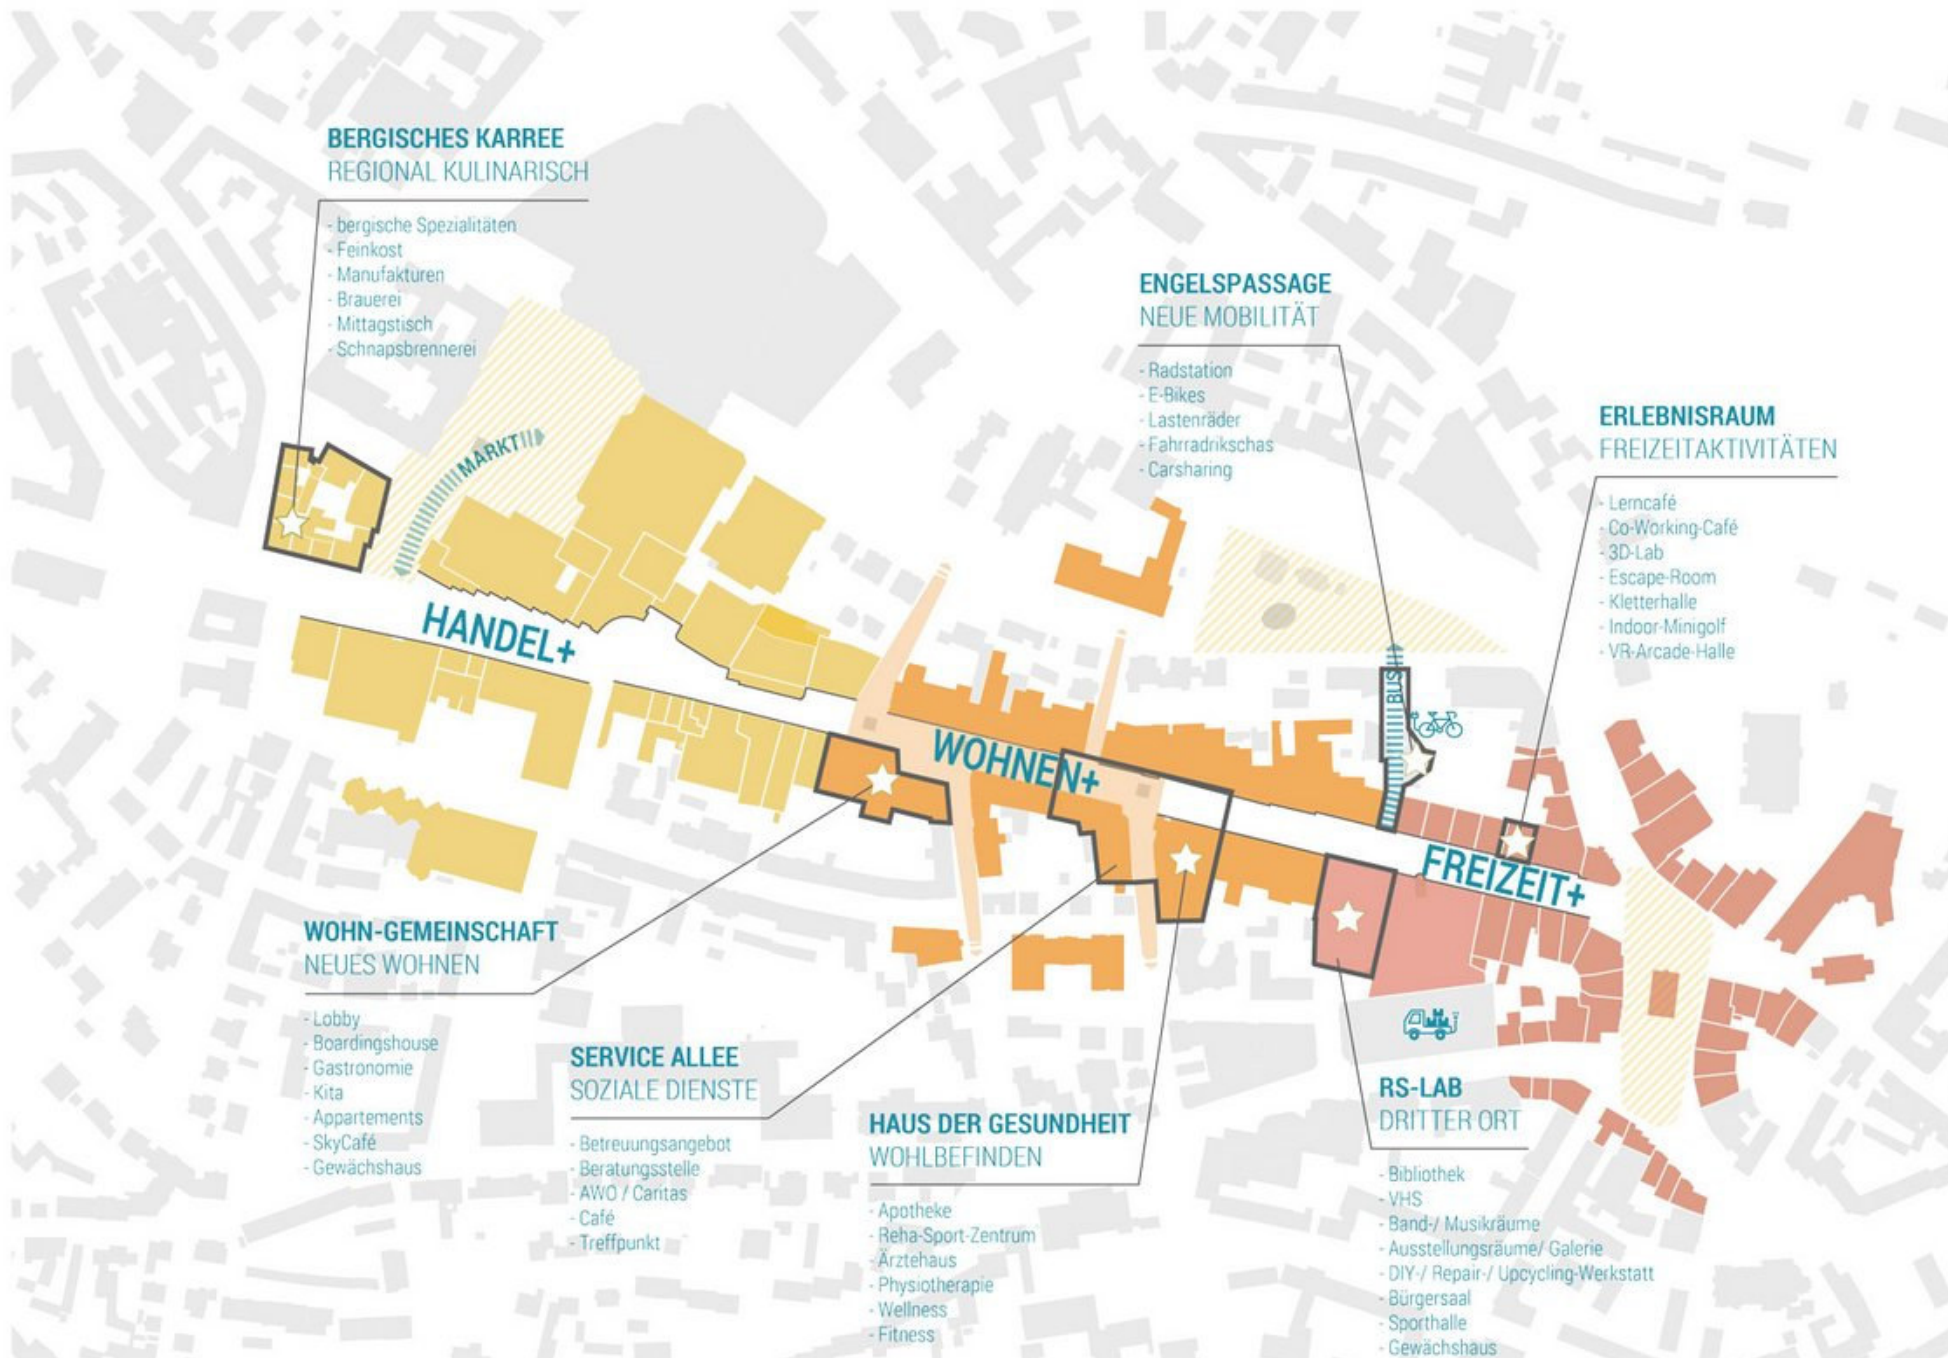 BERGISCHES KARREE
REGIONAL KULINARISCH
- bergische Spezialitäten
- Feinkost
- Manufakturen
- Brauerei
- Mittagstisch
- Schnapsbrennerei
ENGELSPASSAGE
NEUE MOBILITÄT
- Radstation
- E-Bikes
- Lastenräder
- Fahrradrikschas
- Carsharing
ERLEBNISRAUM
FREIZEITAKTIVITÄTEN
- Lerncafé
- Co-Working-Café
- 3D-Lab
- Escape-Room
- Kletterhalle
- Indoor-Minigolf
- VR-Arcade-Halle
MARKT
HANDEL+
WOHNEN+
BUS
FREIZEIT+
WOHN-GEMEINSCHAFT
NEUES WOHNEN
- Lobby
- Boardingshouse
- Gastronomie
- Kita
- Appartements
- SkyCafé
- Gewächshaus
SERVICE ALLEE
SOZIALE DIENSTE
- Betreuungsangebot
- Beratungsstelle
- AWO / Caritas
- Café
- Treffpunkt
HAUS DER GESUNDHEIT
WOHLBEFINDEN
- Apotheke
- Reha-Sport-Zentrum
- Ärztehaus
- Physiotherapie
- Wellness
- Fitness
RS-LAB
DRITTER ORT
- Bibliothek
- VHS
- Band-/ Musikräume
- Ausstellungsräume/ Galerie
- DIY-/ Repair-/ Upcycling-Werkstatt
- Bürgersaal
- Sporthalle
- Gewächshaus